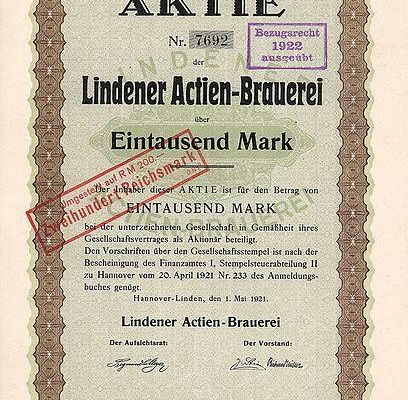 AKTIE
Nr. 7692
Bezugsrecht
1922
ausgeübt
der
Lindener Actien-Brauerei
über
Eintausend Mark
Umgestellt auf RM 200.—
Zweihundert Reichsmark
Der Inhaber dieser AKTIE ist für den Betrag von
EINTAUSEND MARK
bei der unterzeichneten Gesellschaft in Gemäßheit ihres
Gesellschaftsvertrages als Aktionär beteiligt.
Den Vorschriften über den Gesellschaftsstempel ist nach der
Bescheinigung des Finanzamtes I, Stempelsteuerabteilung II
zu Hannover vom 20. April 1921 Nr. 233 des Anmeldungs-
buches genügt.
Hannover-Linden, den 1. Mai 1921.
Lindener Actien-Brauerei
Der Aufsichtsrat: Der Vorstand: